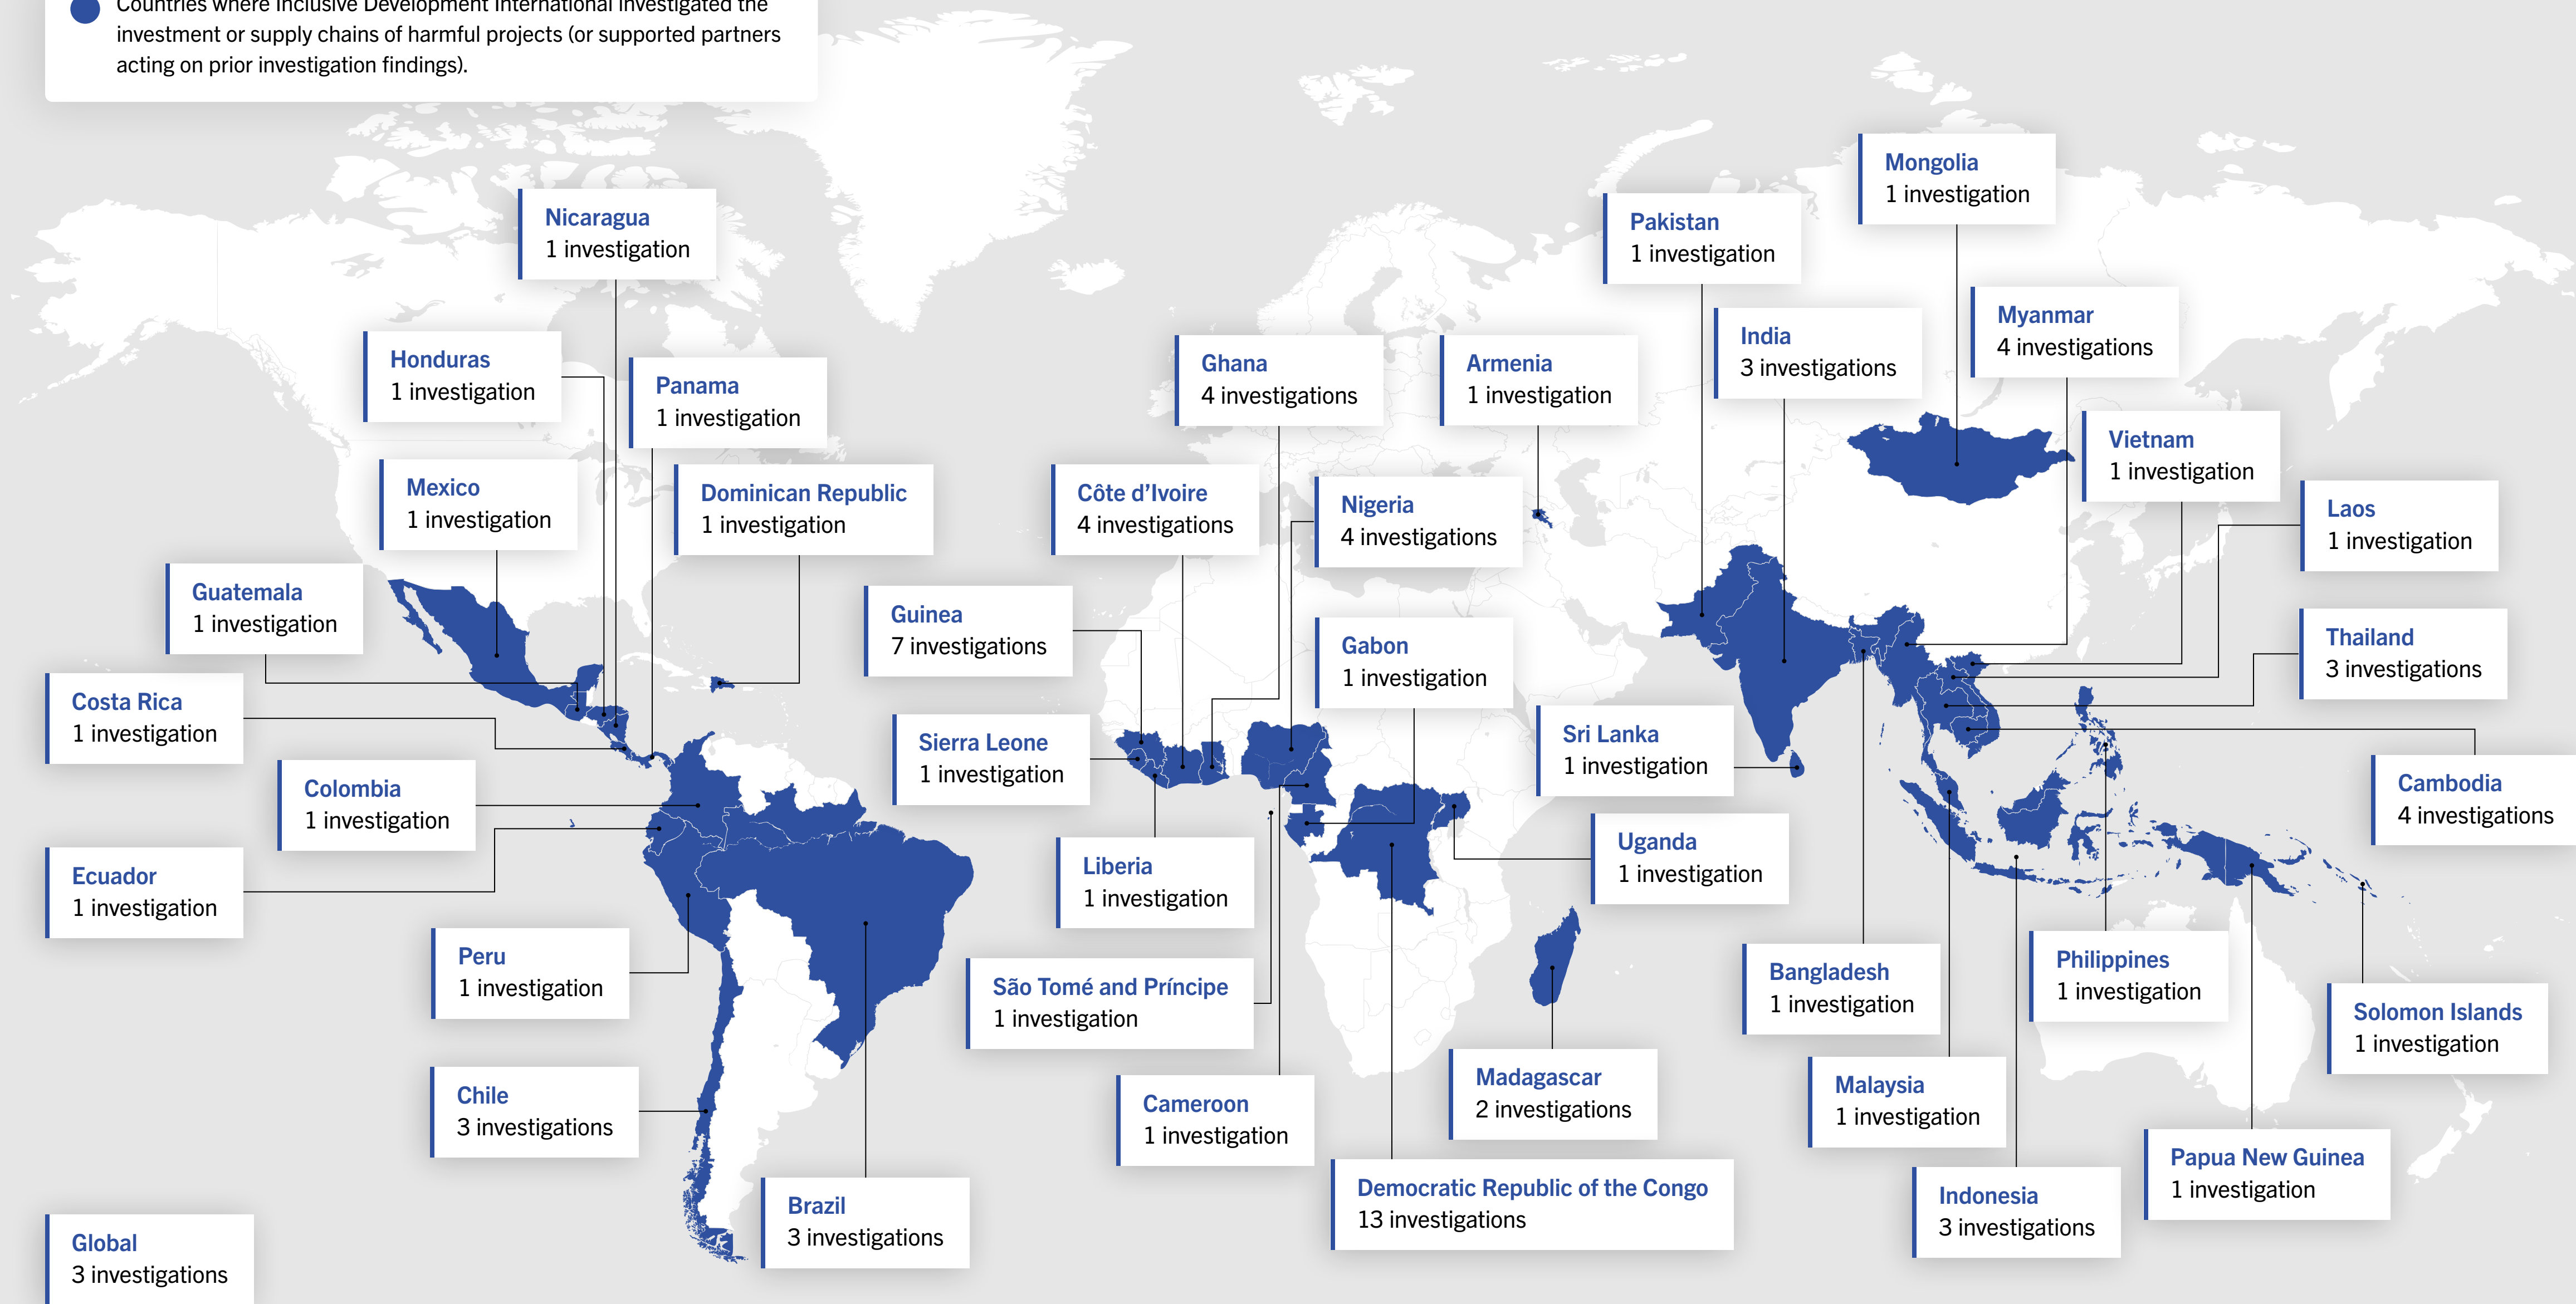 Countries where Inclusive Development International investigated the
investment or supply chains of harmful projects (or supported partners
acting on prior investigation findings).
Mongolia
1 investigation
Nicaragua
1 investigation
Pakistan
1 investigation
Myanmar
4 investigations
India
3 investigations
Honduras
1 investigation
Panama
1 investigation
Ghana
4 investigations
Armenia
1 investigation
Vietnam
1 investigation
Mexico
1 investigation
Dominican Republic
1 investigation
Côte d’Ivoire
4 investigations
Nigeria
4 investigations
Laos
1 investigation
Guatemala
1 investigation
Guinea
7 investigations
Gabon
1 investigation
Thailand
3 investigations
Costa Rica
1 investigation
Sierra Leone
1 investigation
Sri Lanka
1 investigation
Colombia
1 investigation
Cambodia
4 investigations
Ecuador
1 investigation
Liberia
1 investigation
Uganda
1 investigation
Peru
1 investigation
São Tomé and Príncipe
1 investigation
Bangladesh
1 investigation
Philippines
1 investigation
Solomon Islands
1 investigation
Chile
3 investigations
Cameroon
1 investigation
Madagascar
2 investigations
Malaysia
1 investigation
Papua New Guinea
1 investigation
Brazil
3 investigations
Democratic Republic of the Congo
13 investigations
Indonesia
3 investigations
Global
3 investigations